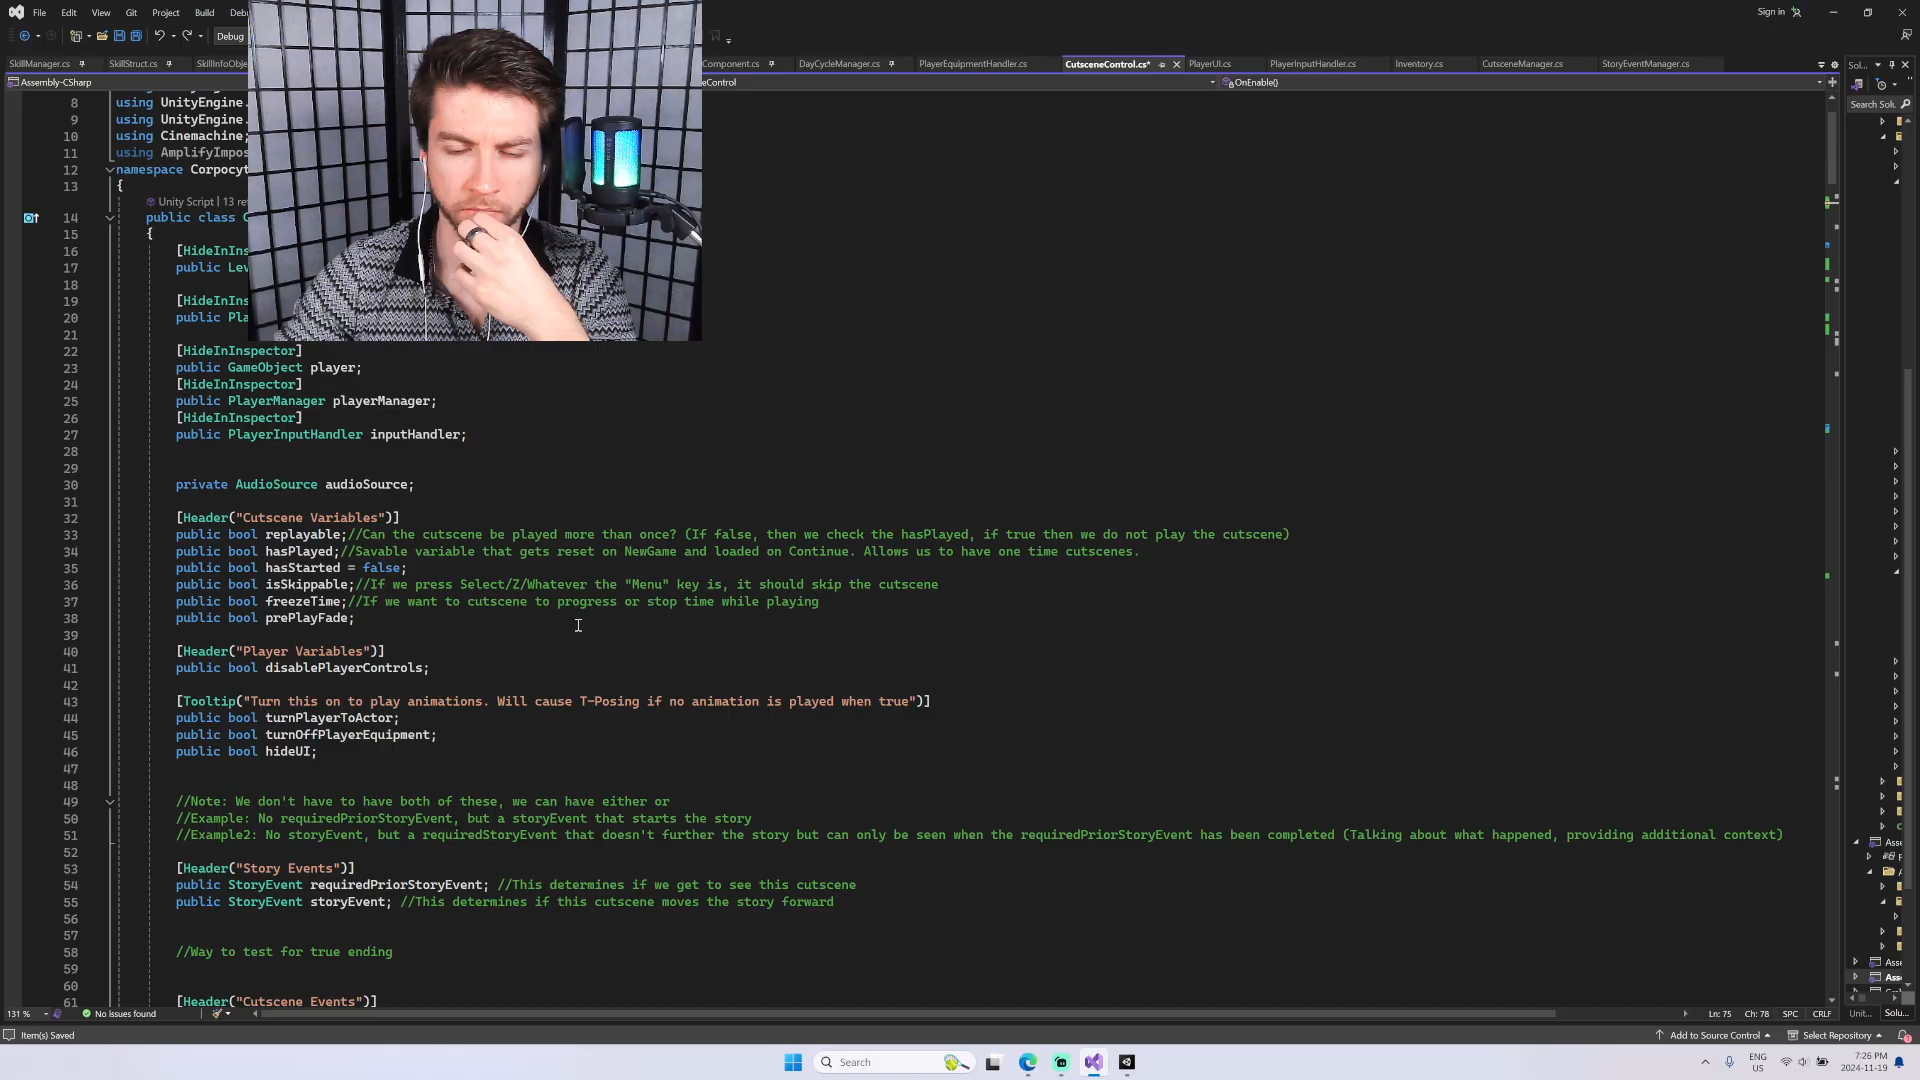 File Edit View Git Project Build Debu
Sign in
Debug
SkillManager.cs SkillStruct.cs SkillInfoObje Component.cs DayCycleManager.cs PlayerEquipmentHandler.cs CutsceneControl.cs* PlayerUI.cs PlayerInputHandler.cs Inventory.cs CutsceneManager.cs StoryEventManager.cs Sol...
Assembly-CSharp eControl OnEnable()
Search Solu
8 using UnityEngine.
9 using UnityEngine.
10 using Cinemachine;
11 using AmplifyImpos
12 namespace Corpocyt
13 {
Unity Script | 13 ref
14 public class C
15 {
16 [HideInIns
17 public Lev
18
19 [HideInIns
20 public Pla
21
22 [HideInInspector]
23 public GameObject player;
24 [HideInInspector]
25 public PlayerManager playerManager;
26 [HideInInspector]
27 public PlayerInputHandler inputHandler;
28
29
30 private AudioSource audioSource;
31
32 [Header("Cutscene Variables")]
33 public bool replayable;//Can the cutscene be played more than once? (If false, then we check the hasPlayed, if true then we do not play the cutscene)
34 public bool hasPlayed;//Savable variable that gets reset on NewGame and loaded on Continue. Allows us to have one time cutscenes.
35 public bool hasStarted = false;
36 public bool isSkippable;//If we press Select/Z/Whatever the "Menu" key is, it should skip the cutscene
37 public bool freezeTime;//If we want to cutscene to progress or stop time while playing
38 public bool prePlayFade;
39
40 [Header("Player Variables")]
41 public bool disablePlayerControls;
42
43 [Tooltip("Turn this on to play animations. Will cause T-Posing if no animation is played when true")]
44 public bool turnPlayerToActor;
45 public bool turnOffPlayerEquipment;
46 public bool hideUI;
47
48
49 //Note: We don't have to have both of these, we can have either or
50 //Example: No requiredPriorStoryEvent, but a storyEvent that starts the story
51 //Example2: No storyEvent, but a requiredStoryEvent that doesn't further the story but can only be seen when the requiredPriorStoryEvent has been completed (Talking about what happened, providing additional context)
52
53 [Header("Story Events")]
54 public StoryEvent requiredPriorStoryEvent; //This determines if we get to see this cutscene
55 public StoryEvent storyEvent; //This determines if this cutscene moves the story forward
56
57
58 //Way to test for true ending
59
60
61 [Header("Cutscene Events")]
Asse
Asse
Asse
131 % No issues found Ln: 75 Ch: 78 SPC CRLF Unit... Solu...
Item(s) Saved Add to Source Control Select Repository
Search ENG US 7:26 PM 2024-11-19